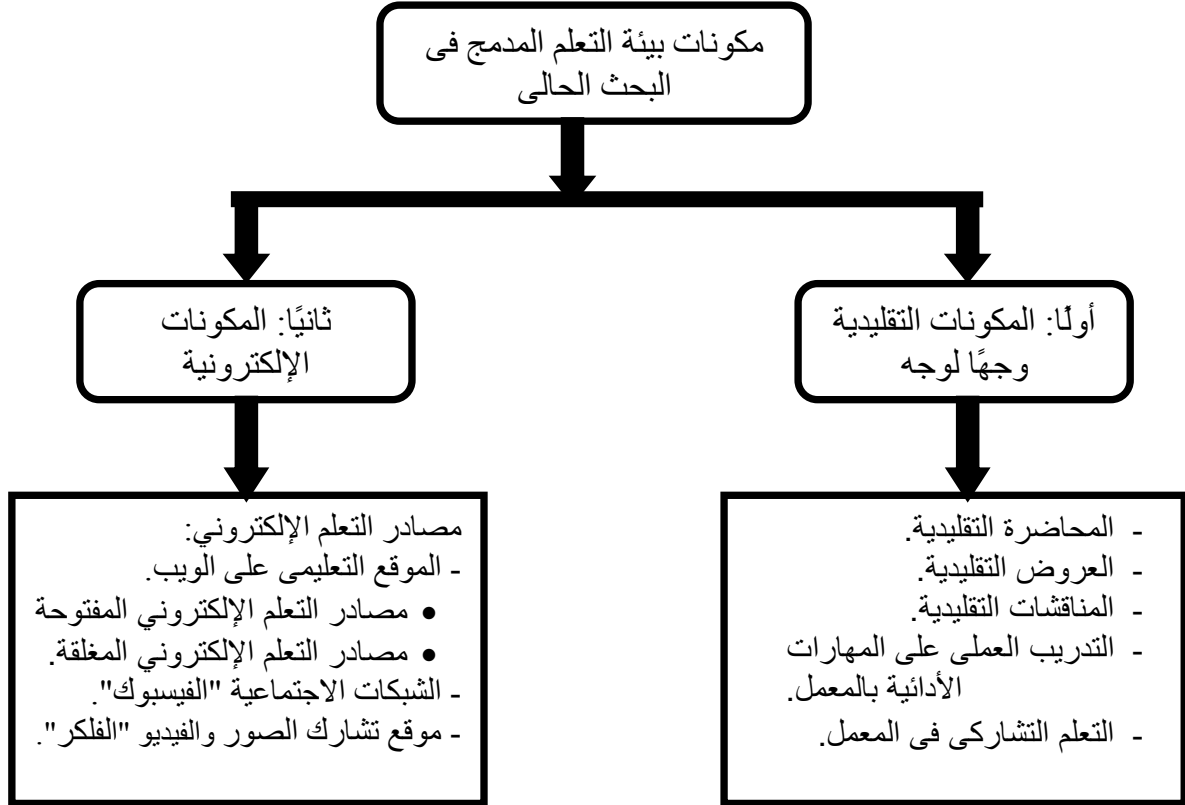 مكونات بيئة التعلم المدمج فى
البحث الحالى
أولًا: المكونات التقليدية
وجهًا لوجه
ثانيًا: المكونات
الإلكترونية
- المحاضرة التقليدية.
- العروض التقليدية.
- المناقشات التقليدية.
- التدريب العملى على المهارات
الأدائية بالمعمل.
- التعلم التشاركى فى المعمل.
مصادر التعلم الإلكتروني:
- الموقع التعليمى على الويب.
• مصادر التعلم الإلكتروني المفتوحة
• مصادر التعلم الإلكتروني المغلقة.
- الشبكات الاجتماعية "الفيسبوك".
- موقع تشارك الصور والفيديو "الفلكر".